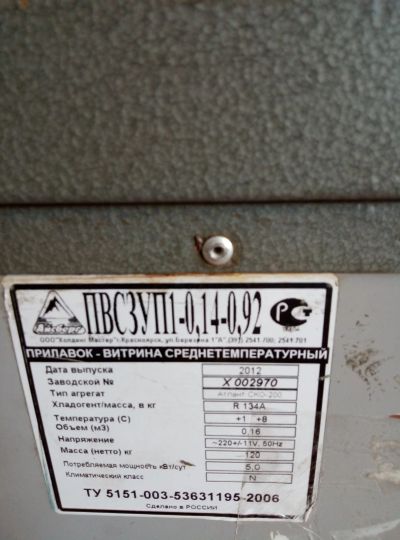 Айсберг
ПВСЗУП1-0,14-0,92
ООО"Холдинг Мастер"г.Красноярск, ул.Березина 1"А",(391) 2541-700; 2541-701
ПРИЛАВОК - ВИТРИНА СРЕДНЕТЕМПЕРАТУРНЫЙ
Дата выпуска 2012
Заводской № X 002970
Тип агрегат Атлант СКО-200
Хладогент/масса, в кг R 134A
Температура (С) +1 +8
Объем (м3) 0,16
Напряжение ~220+/-11V, 50Hz
Масса (нетто) кг 120
Потребляемая мощность кВт/сут 5,0
Климатический класс N
ТУ 5151-003-53631195-2006
Сделано в РОССИИ